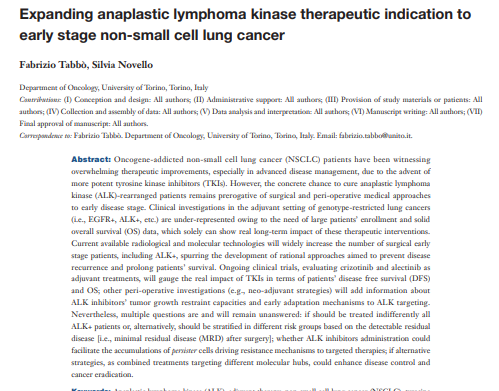 Expanding anaplastic lymphoma kinase therapeutic indication to
early stage non-small cell lung cancer
Fabrizio Tabbò, Silvia Novello
Department of Oncology, University of Torino, Torino, Italy
Contributions: (I) Conception and design: All authors; (II) Administrative support: All authors; (III) Provision of study materials or patients: All
authors; (IV) Collection and assembly of data: All authors; (V) Data analysis and interpretation: All authors; (VI) Manuscript writing: All authors; (VII)
Final approval of manuscript: All authors.
Correspondence to: Fabrizio Tabbò. Department of Oncology, University of Torino, Torino, Italy. Email: fabrizio.tabbo@unito.it.
Abstract: Oncogene-addicted non-small cell lung cancer (NSCLC) patients have been witnessing
overwhelming therapeutic improvements, especially in advanced disease management, due to the advent of
more potent tyrosine kinase inhibitors (TKIs). However, the concrete chance to cure anaplastic lymphoma
kinase (ALK)-rearranged patients remains prerogative of surgical and peri-operative medical approaches
to early disease stage. Clinical investigations in the adjuvant setting of genotype-restricted lung cancers
(i.e., EGFR+, ALK+, etc.) are under-represented owing to the need of large patients' enrollment and solid
overall survival (OS) data, which solely can show real long-term impact of these therapeutic interventions.
Current available radiological and molecular technologies will widely increase the number of surgical early
stage patients, including ALK+, spurring the development of rational approaches aimed to prevent disease
recurrence and prolong patients' survival. Ongoing clinical trials, evaluating crizotinib and alectinib as
adjuvant treatments, will gauge the real impact of TKIs in terms of patients' disease free survival (DFS)
and OS; other peri-operative investigations (e.g., neo-adjuvant strategies) will add information about
ALK inhibitors' tumor growth restraint capacities and early adaptation mechanisms to ALK targeting.
Nevertheless, multiple questions are and will remain unanswered: if should be treated indifferently all
ALK+ patients or, alternatively, should be stratified in different risk groups based on the detectable residual
disease [i.e., minimal residual disease (MRD) after surgery]; whether ALK inhibitors administration could
facilitate the accumulations of persister cells driving resistance mechanisms to targeted therapies; if alternative
strategies, as combined treatments targeting different molecular hubs, could enhance disease control and
cancer eradication.